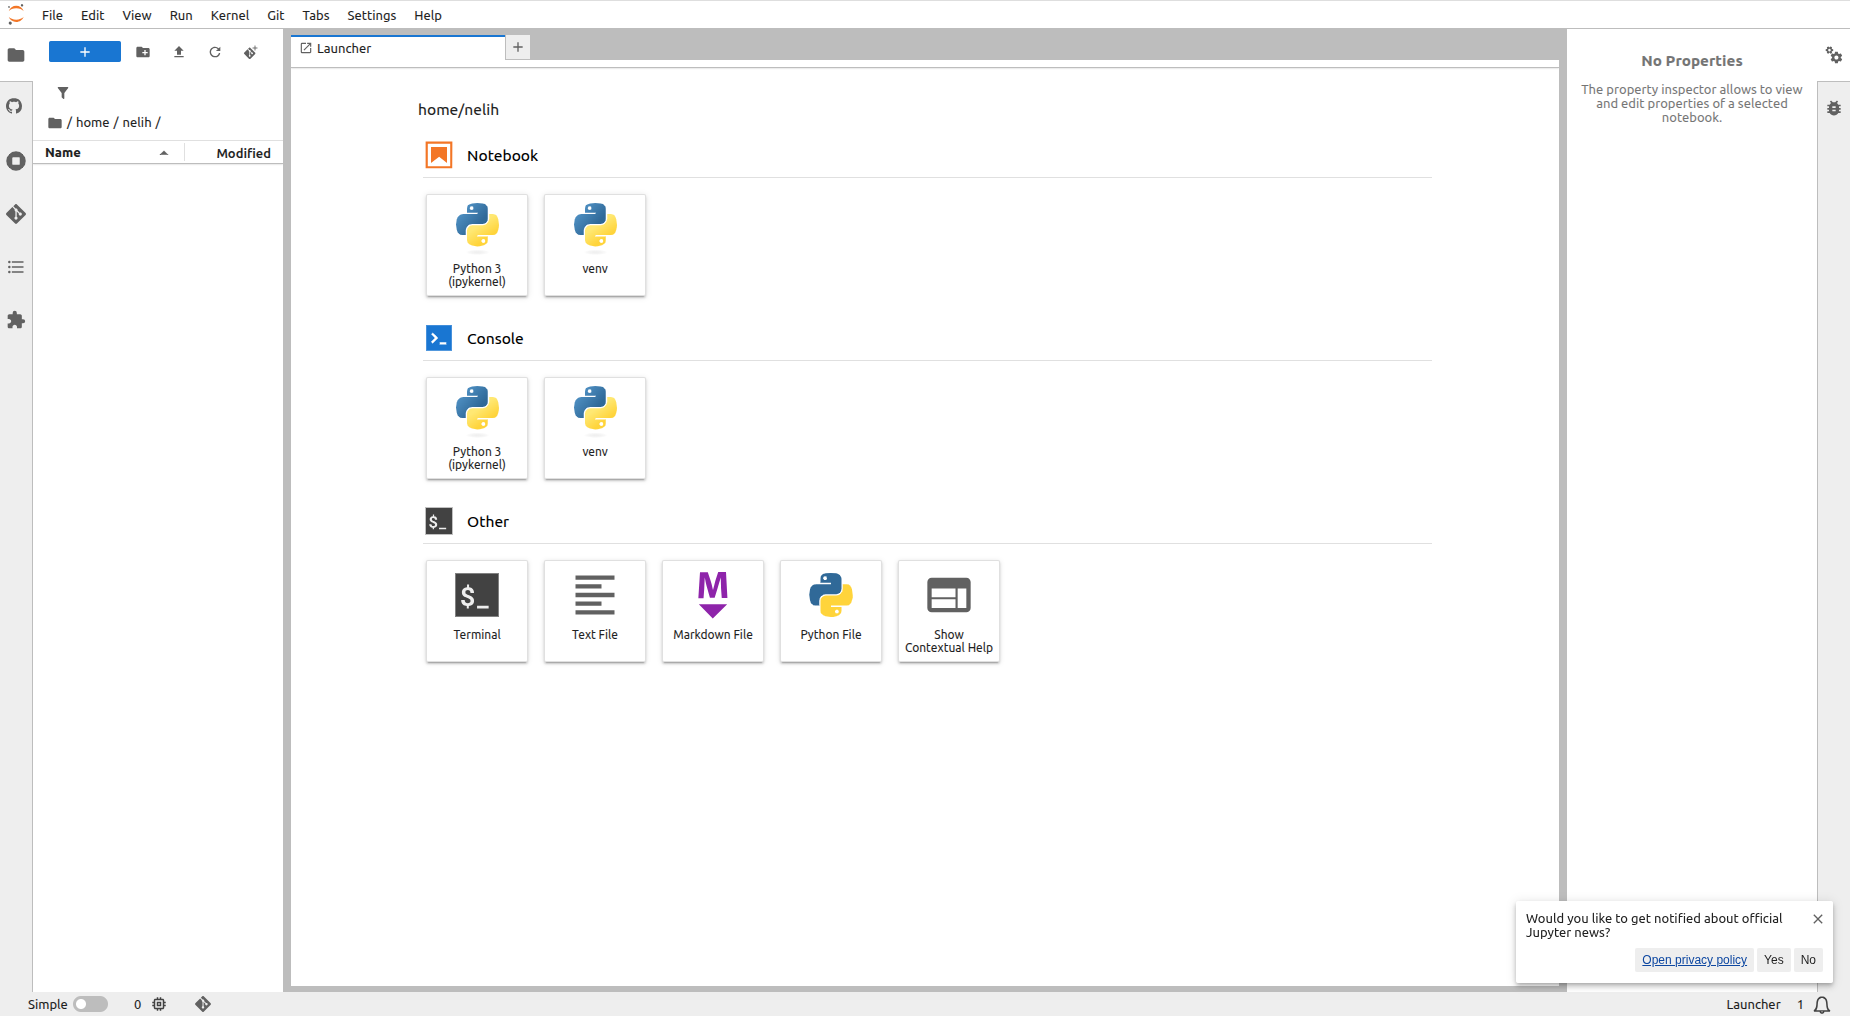 File Edit View Run Kernel Git Tabs Settings Help
Launcher
/ home / nelih /
Name Modified
home/nelih
Notebook
Python 3
(ipykernel)
venv
Console
Python 3
(ipykernel)
venv
$_ Other
$_
Terminal
Text File
M
Markdown File
Python File
Show
Contextual Help
No Properties
The property inspector allows to view
and edit properties of a selected
notebook.
Would you like to get notified about official
Jupyter news?
Open privacy policy Yes No
Simple 0
Launcher 1